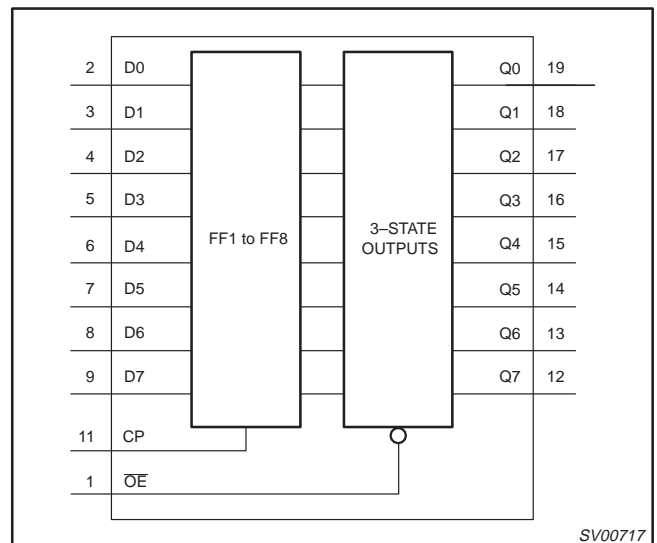 2 D0 Q0 19
3 D1 Q1 18
4 D2 Q2 17
5 D3 Q3 16
FF1 to FF8
3–STATE
OUTPUTS
6 D4 Q4 15
7 D5 Q5 14
8 D6 Q6 13
9 D7 Q7 12
11 CP
1 O̅E̅
SV00717